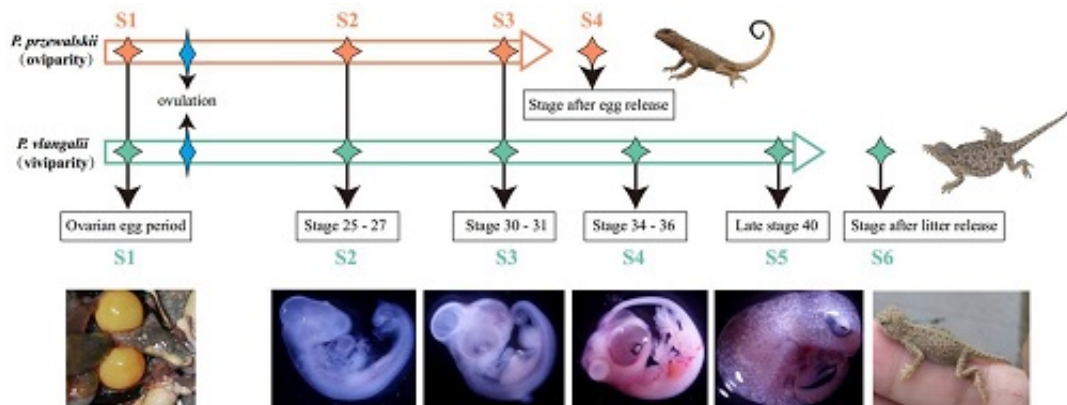 S1 S2 S3 S4
P. przewalskii
(oviparity)
ovulation
Stage after egg release
P. vlangalii
(viviparity)
Ovarian egg period Stage 25 - 27 Stage 30 - 31 Stage 34 - 36 Late stage 40 Stage after litter release
S1 S2 S3 S4 S5 S6